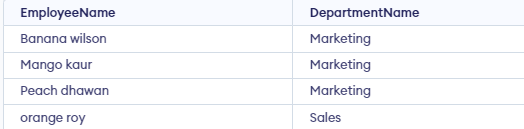 EmployeeName DepartmentName
Banana wilson Marketing
Mango kaur Marketing
Peach dhawan Marketing
orange roy Sales